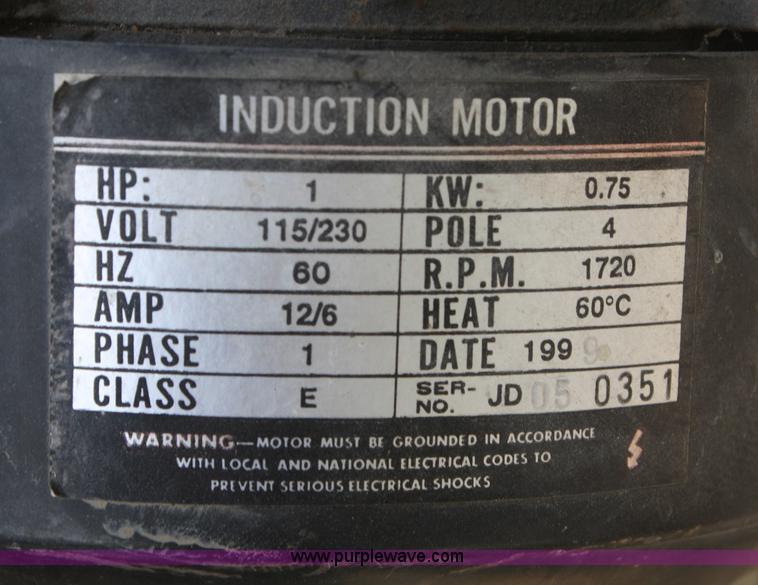 INDUCTION MOTOR
HP: 1 KW: 0.75
VOLT 115/230 POLE 4
HZ 60 R.P.M. 1720
AMP 12/6 HEAT 60°C
PHASE 1 DATE 1999
CLASS E SER-NO. JD 05 0351
WARNING—MOTOR MUST BE GROUNDED IN ACCORDANCE
WITH LOCAL AND NATIONAL ELECTRICAL CODES TO
PREVENT SERIOUS ELECTRICAL SHOCKS
www.purplewave.com